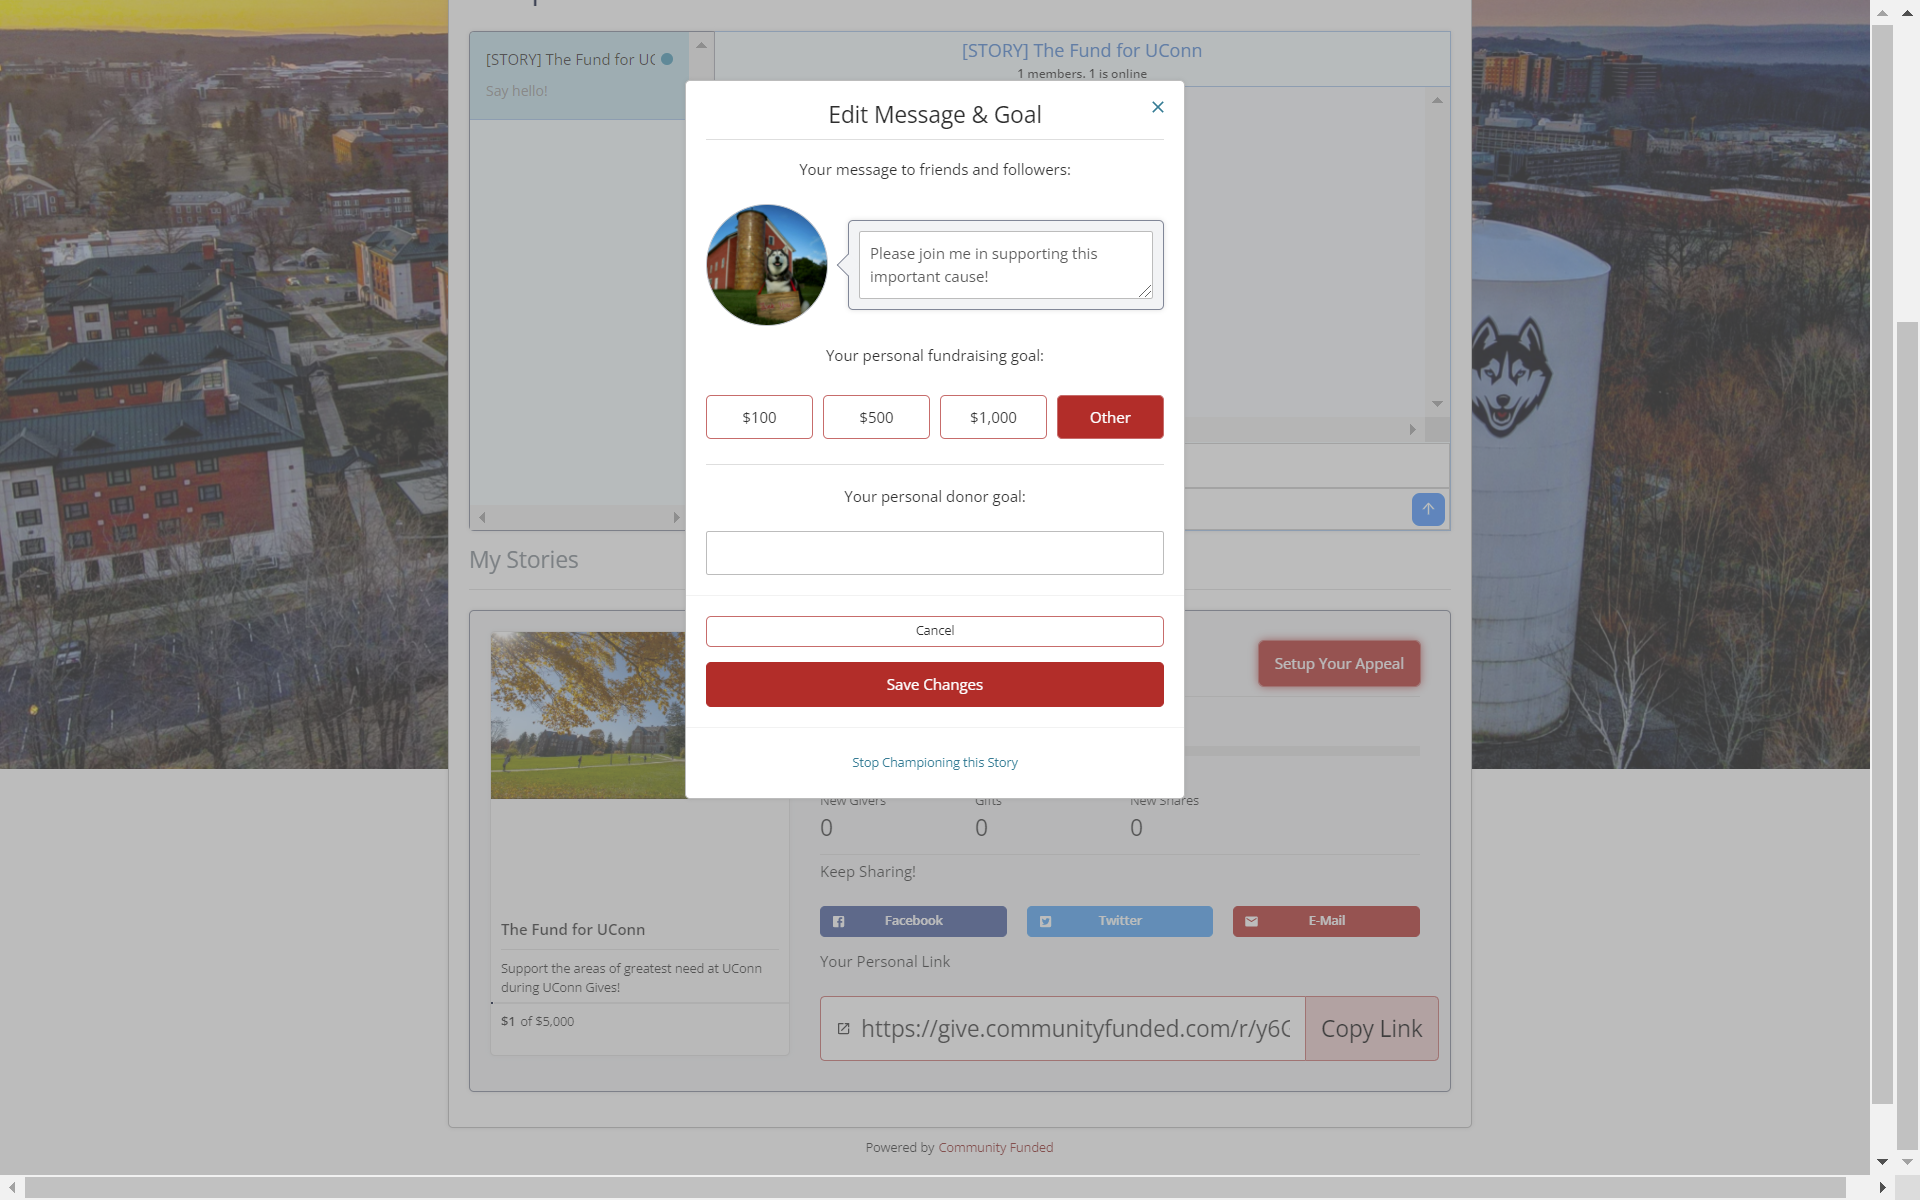 [STORY] The Fund for UC
Say hello!
[STORY] The Fund for UConn
1 members, 1 is online
Edit Message & Goal
Your message to friends and followers:
Please join me in supporting this
important cause!
Your personal fundraising goal:
$100
$500
$1,000
Other
Your personal donor goal:
Cancel
Save Changes
Stop Championing this Story
My Stories
Setup Your Appeal
New Givers
Gifts
New Shares
0
0
0
Keep Sharing!
Facebook
Twitter
E-Mail
Your Personal Link
https://give.communityfunded.com/r/y6
Copy Link
The Fund for UConn
Support the areas of greatest need at UConn
during UConn Gives!
$1 of $5,000
Powered by Community Funded